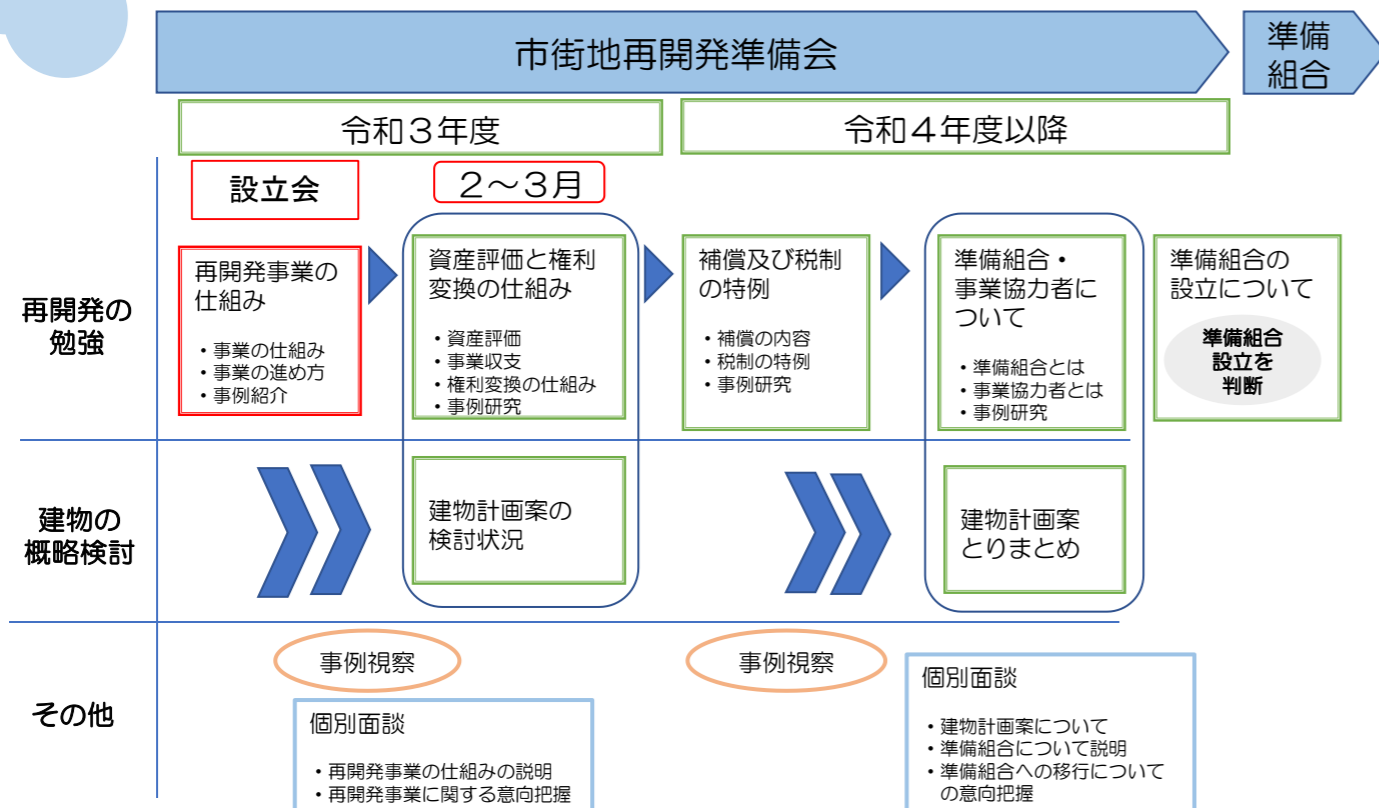 市街地再開発準備会
準備
組合
令和３年度
令和４年度以降
設立会
２～３月
再開発の
勉強
再開発事業の
仕組み
・事業の仕組み
・事業の進め方
・事例紹介
資産評価と権利
変換の仕組み
・資産評価
・事業収支
・権利変換の仕組み
・事例研究
補償及び税制
の特例
・補償の内容
・税制の特例
・事例研究
準備組合・
事業協力者に
ついて
・準備組合とは
・事業協力者とは
・事例研究
準備組合の
設立について
準備組合
設立を
判断
建物の
概略検討
建物計画案の
検討状況
建物計画案
とりまとめ
その他
事例視察
個別面談
・再開発事業の仕組みの説明
・再開発事業に関する意向把握
事例視察
個別面談
・建物計画案について
・準備組合について説明
・準備組合への移行について
の意向把握